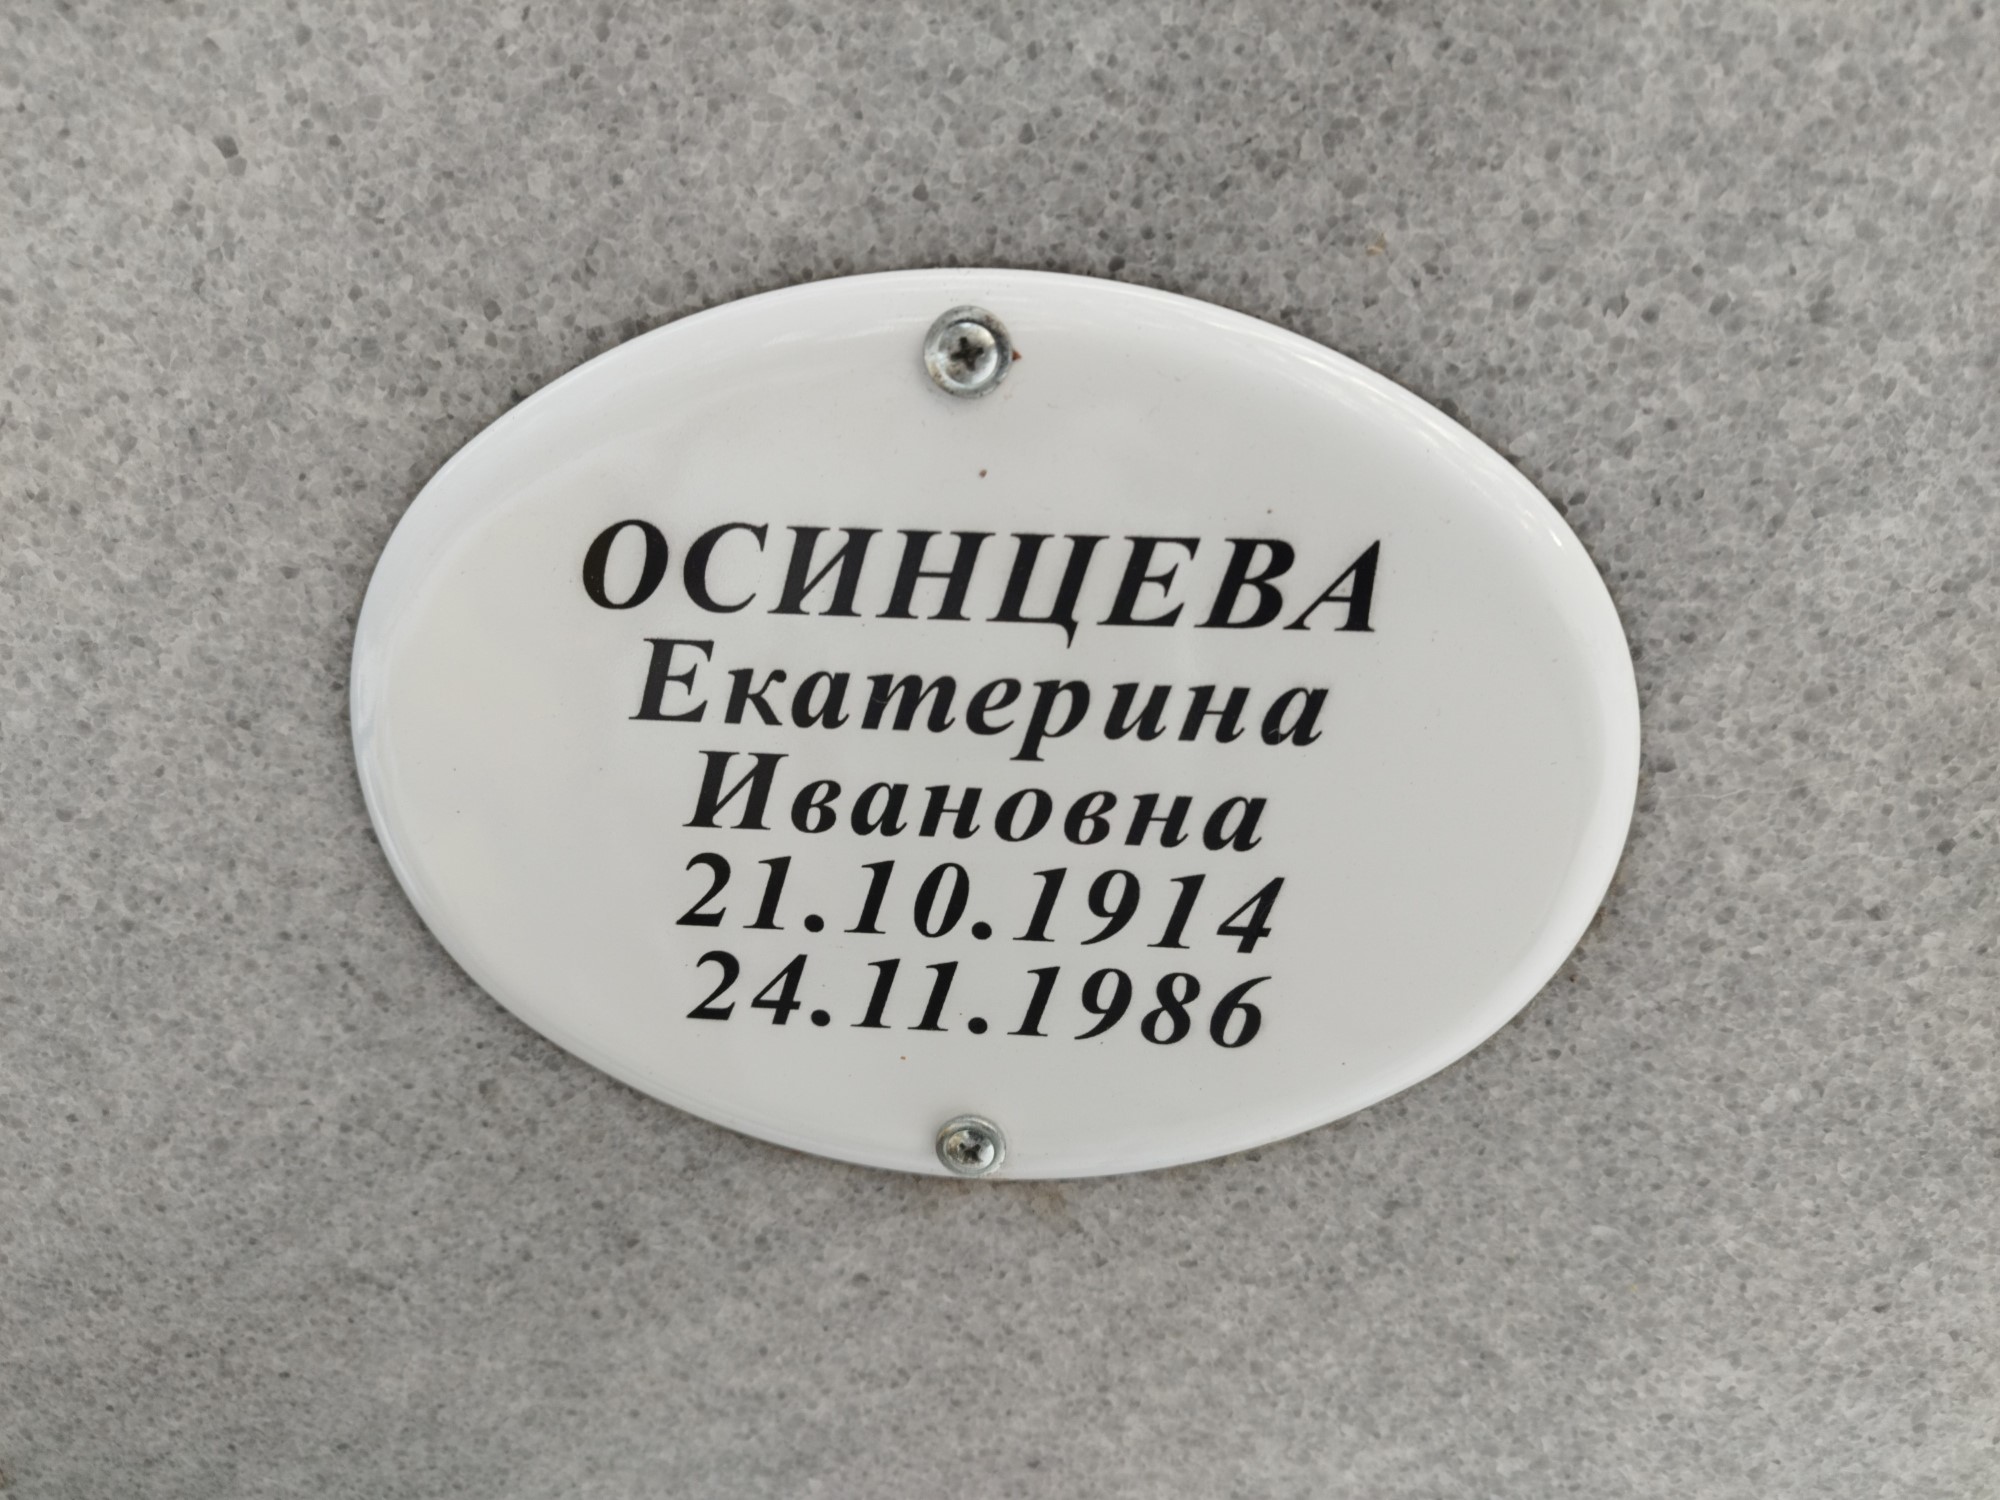 ОСИНЦЕВА
Екатерина
Ивановна
21.10.1914
24.11.1986